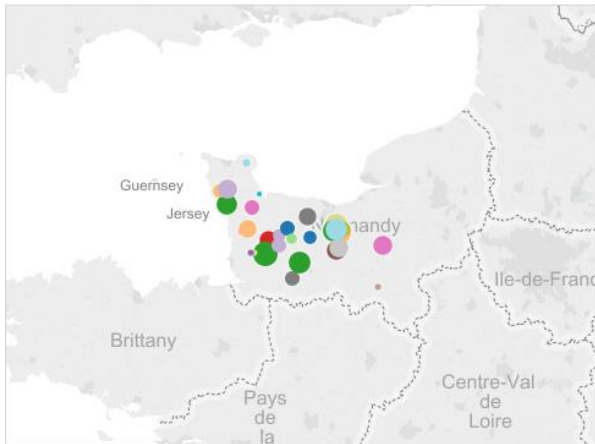 Guernsey
Jersey
Normandy
Ile-de-Franc
Brittany
Centre-Val
de
Loire
Pays
de
la